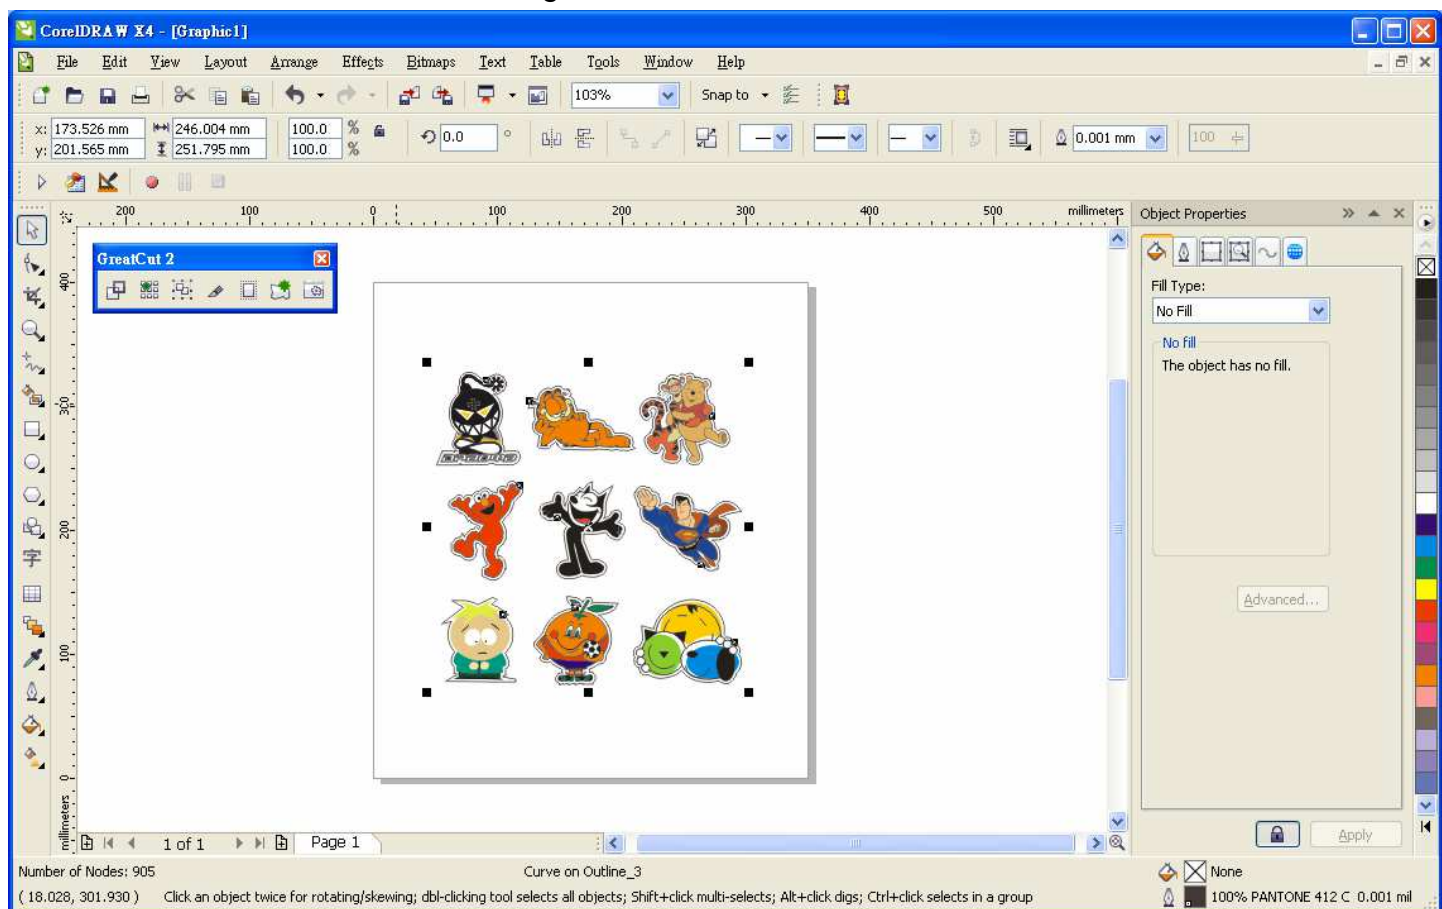 CorelDRAW X4 - [Graphic1]
File Edit View Layout Arrange Effects Bitmaps Text Table Tools Window Help
103% Snap to
x: 173.526 mm 246.004 mm 100.0 % 0.0 ° 0.001 mm 100
y: 201.565 mm 251.795 mm 100.0 %
200 100 0 100 200 300 400 500 millimeters
Object Properties
GreatCut 2
Fill Type:
No Fill
No fill
The object has no fill.
400
300
200
字
100
0
millimeters
Advanced...
1 of 1 Page 1
Apply
Number of Nodes: 905 Curve on Outline_3 None
( 18.028, 301.930 ) Click an object twice for rotating/skewing; dbl-clicking tool selects all objects; Shift+click multi-selects; Alt+click digs; Ctrl+click selects in a group 100% PANTONE 412 C 0.001 mil